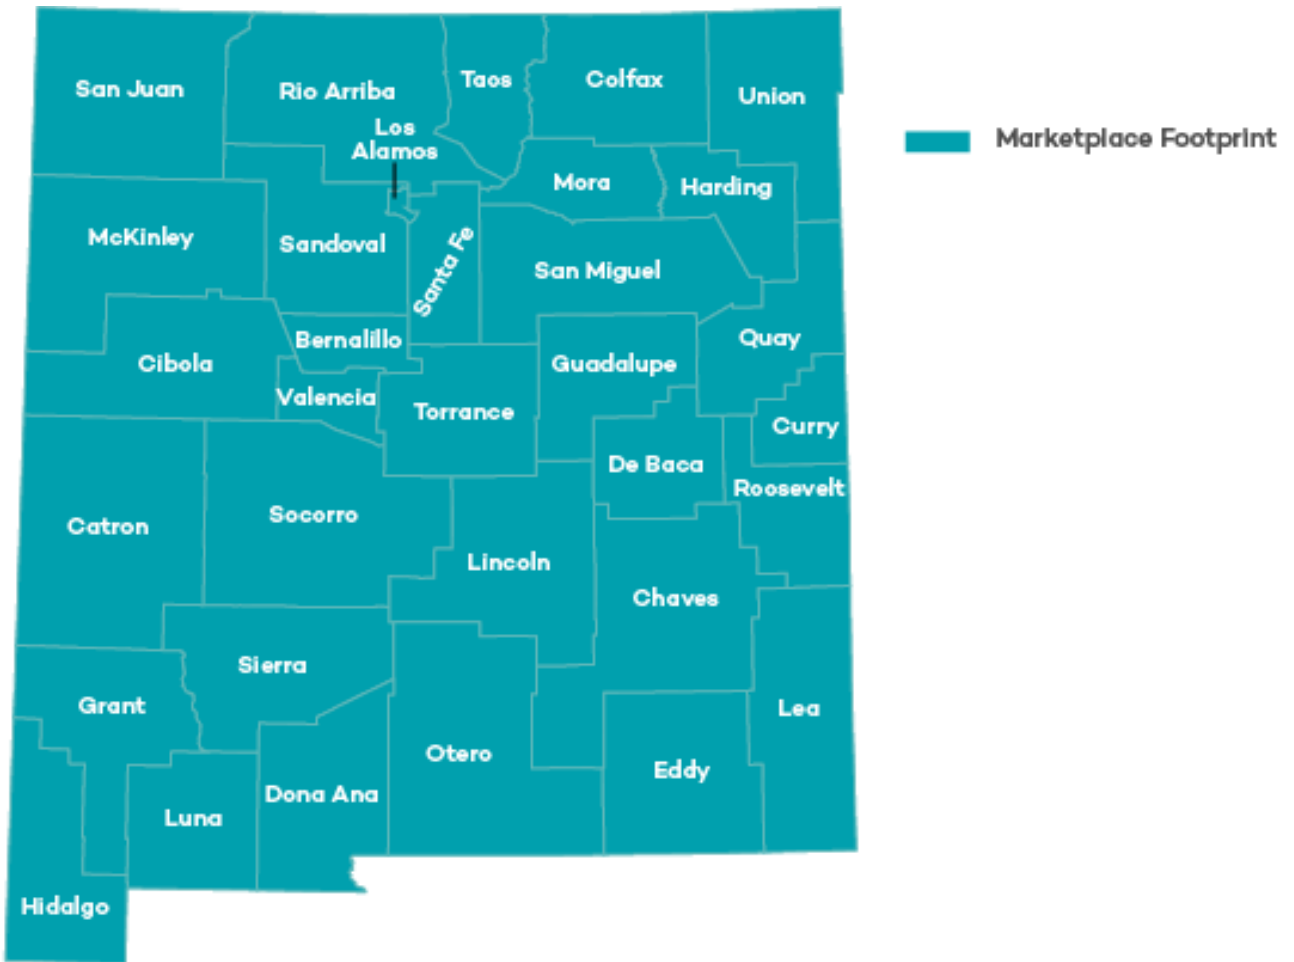 San Juan
Rio Arriba
Taos
Colfax
Union
Los
Alamos
Mora
Harding
McKinley
Sandoval
Santa Fe
San Miguel
Bernalillo
Quay
Cibola
Guadalupe
Valencia
Torrance
Curry
De Baca
Roosevelt
Catron
Socorro
Lincoln
Chaves
Sierra
Grant
Lea
Otero
Eddy
Dona Ana
Luna
Hidalgo
Marketplace Footprint